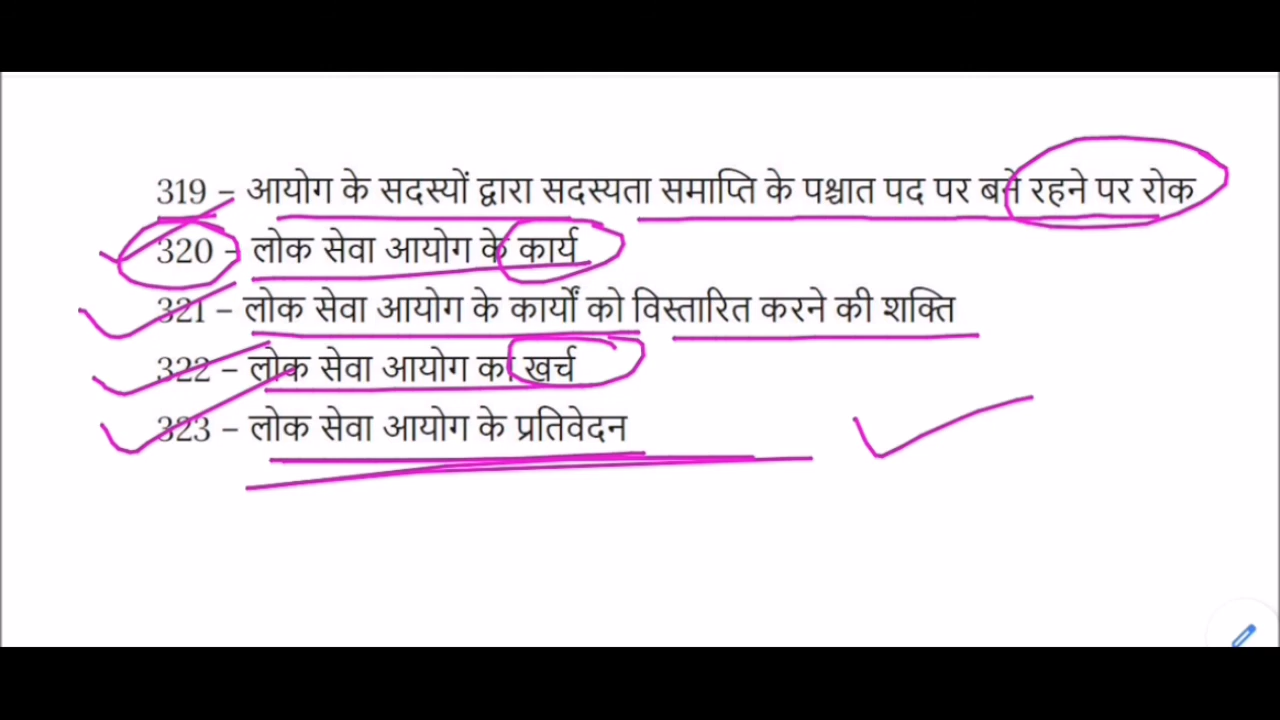 319 – आयोग के सदस्यों द्वारा सदस्यता समाप्ति के पश्चात पद पर बने रहने पर रोक
320 – लोक सेवा आयोग के कार्य
321 – लोक सेवा आयोग के कार्यों को विस्तारित करने की शक्ति
322 – लोक सेवा आयोग का खर्च
323 – लोक सेवा आयोग के प्रतिवेदन